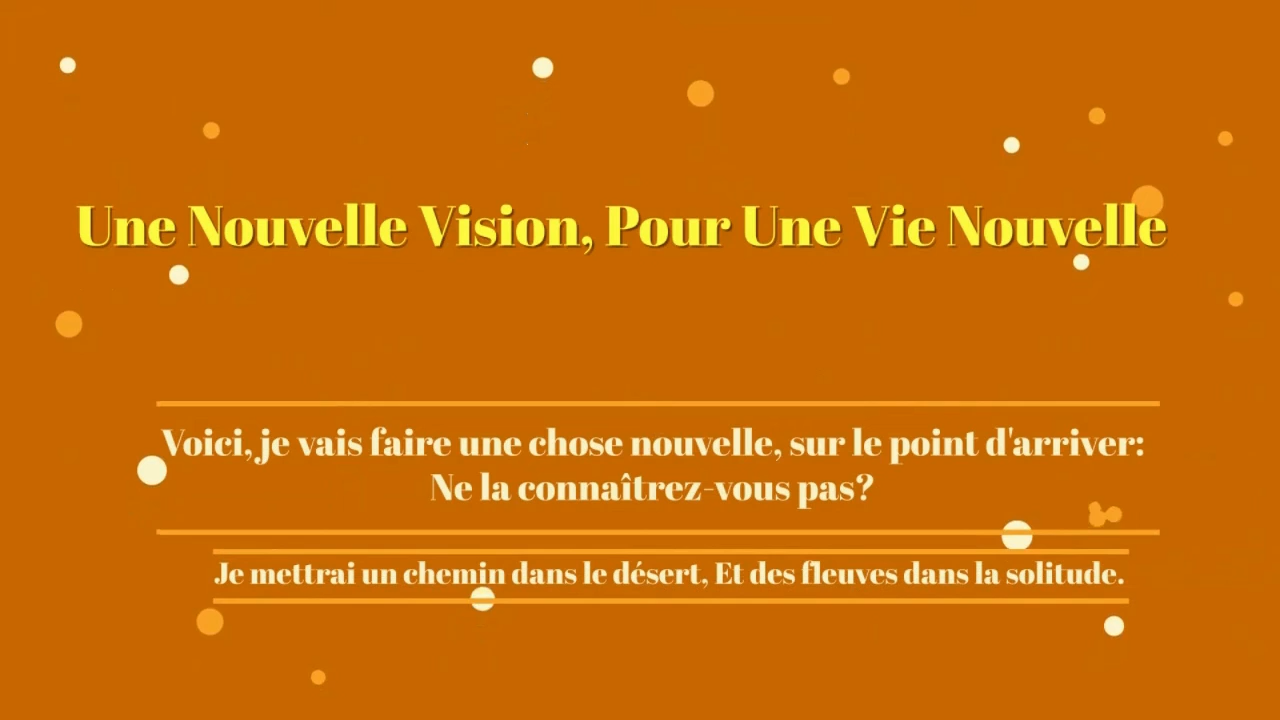 Une Nouvelle Vision, Pour Une Vie Nouvelle
Voici, je vais faire une chose nouvelle, sur le point d'arriver:
Ne la connaîtrez-vous pas?
Je mettrai un chemin dans le désert, Et des fleuves dans la solitude.